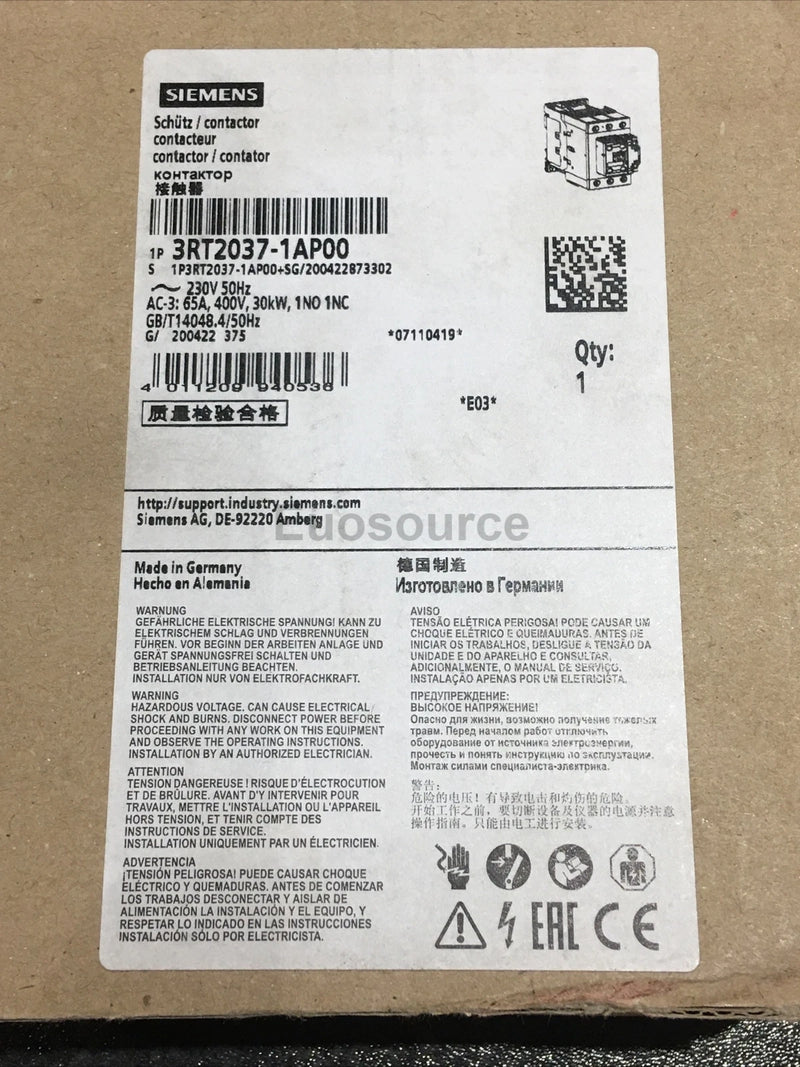 SIEMENS
Schütz / contactor
contacteur
contactor / contator
контактор
接触器
1P 3RT2037-1AP00
S 1P3RT2037-1AP00+SG/200422873302
~ 230V 50Hz
AC-3: 65A, 400V, 30kW, 1NO 1NC
GB/T14048.4/50Hz
G/ 200422 375
*07110419*
Qty:
1
4 011209 940538
*E03*
质量检验合格
http://support.industry.siemens.com
Siemens AG, DE-92220 Amberg
Euosource
Made in Germany
Hecho en Alemania
德国制造
Изготовлено в Германии
WARNUNG
GEFÄHRLICHE ELEKTRISCHE SPANNUNG! KANN ZU
ELEKTRISCHEM SCHLAG UND VERBRENNUNGEN
FÜHREN. VOR BEGINN DER ARBEITEN ANLAGE UND
GERÄT SPANNUNGSFREI SCHALTEN UND
BETRIEBSANLEITUNG BEACHTEN.
INSTALLATION NUR VON ELEKTROFACHKRAFT.
WARNING
HAZARDOUS VOLTAGE. CAN CAUSE ELECTRICAL
SHOCK AND BURNS. DISCONNECT POWER BEFORE
PROCEEDING WITH ANY WORK ON THIS EQUIPMENT
AND OBSERVE THE OPERATING INSTRUCTIONS.
INSTALLATION BY AN AUTHORIZED ELECTRICIAN.
ATTENTION
TENSION DANGEREUSE ! RISQUE D'ÉLECTROCUTION
ET DE BRÛLURE. AVANT D'Y INTERVENIR POUR
TRAVAUX, METTRE L'INSTALLATION OU L'APPAREIL
HORS TENSION, ET TENIR COMPTE DES
INSTRUCTIONS DE SERVICE.
INSTALLATION UNIQUEMENT PAR UN ÉLECTRICIEN.
ADVERTENCIA
¡TENSIÓN PELIGROSA! PUEDE CAUSAR CHOQUE
ELÉCTRICO Y QUEMADURAS. ANTES DE COMENZAR
LOS TRABAJOS DESCONECTAR Y AISLAR DE
ALIMENTACIÓN LA INSTALACIÓN Y EL EQUIPO, Y
RESPETAR LO INDICADO EN LAS INSTRUCCIONES
INSTALACIÓN SÓLO POR ELECTRICISTA.
AVISO
TENSÃO ELÉTRICA PERIGOSA! PODE CAUSAR UM
CHOQUE ELÉTRICO E QUEIMADURAS. ANTES DE
INICIAR OS TRABALHOS, DESLIGUE A TENSÃO DA
UNIDADE E DO APARELHO E CONSULTAR,
ADICIONALMENTE, O MANUAL DE SERVIÇO.
INSTALAÇÃO APENAS POR UM ELETRICISTA.
ПРЕДУПРЕЖДЕНИЕ:
ВЫСОКОЕ НАПРЯЖЕНИЕ!
Опасно для жизни, возможно получение тяжелых
травм. Перед началом работ отключить
оборудование от источника электроэнергии,
прочесть и понять инструкцию по эксплуатации.
Монтаж силами специалиста-электрика.
警告:
危险的电压! 有导致电击和灼伤的危险。
开始工作之前, 要切断设备及仪器的电源并注意
操作指南。只能由电工进行安装。
EAC CE